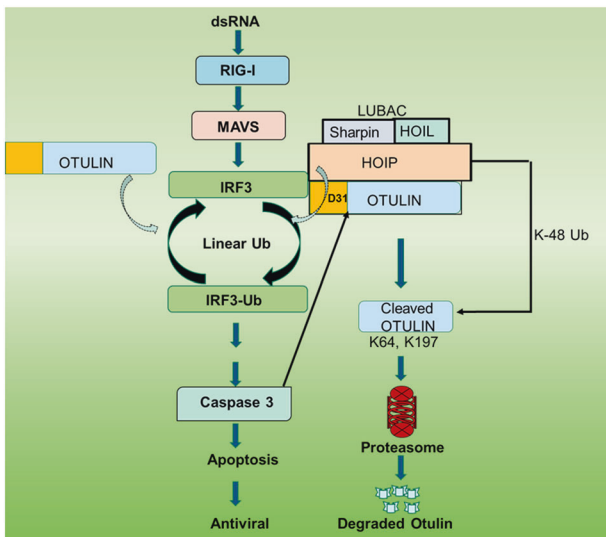 dsRNA
RIG-I
MAVS
IRF3
Linear Ub
IRF3-Ub
Caspase 3
Apoptosis
Antiviral
OTULIN
LUBAC
Sharpin
HOIL
HOIP
D31
OTULIN
K-48 Ub
Cleaved
OTULIN
K64, K197
Proteasome
Degraded Otulin